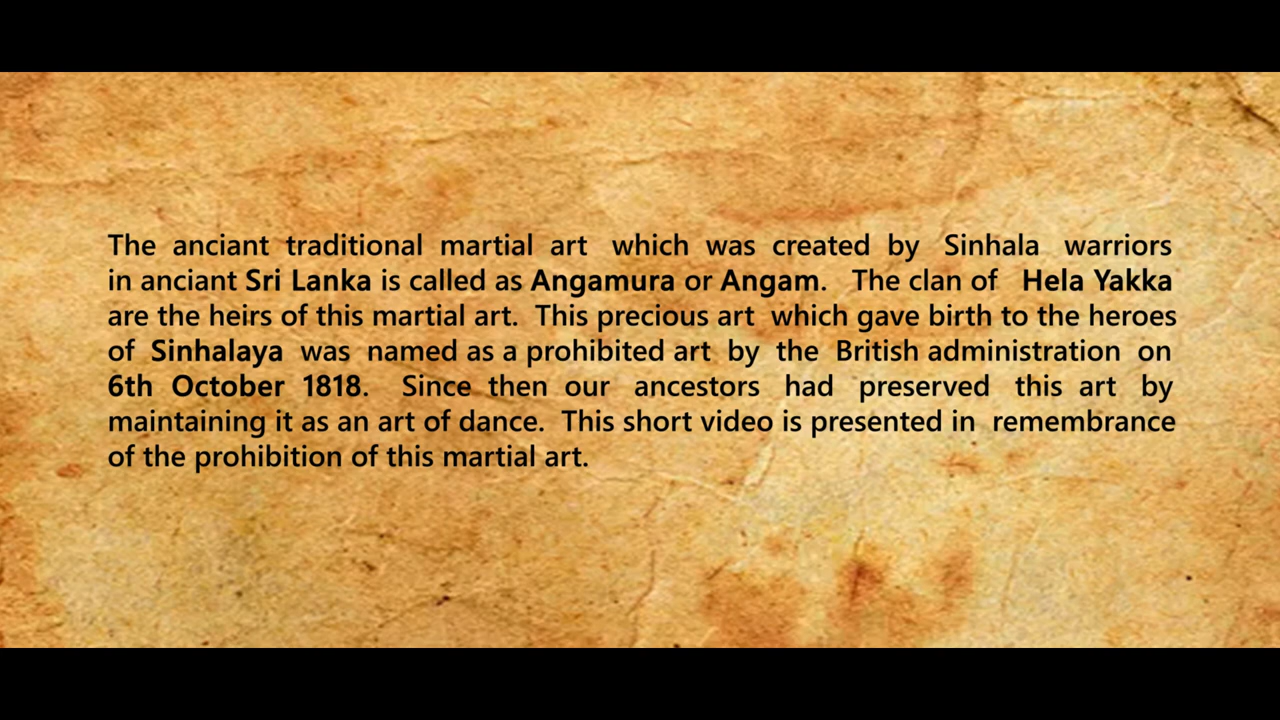 The anciant traditional martial art which was created by Sinhala warriors
in anciant Sri Lanka is called as Angamura or Angam. The clan of Hela Yakka
are the heirs of this martial art. This precious art which gave birth to the heroes
of Sinhalaya was named as a prohibited art by the British administration on
6th October 1818. Since then our ancestors had preserved this art by
maintaining it as an art of dance. This short video is presented in remembrance
of the prohibition of this martial art.